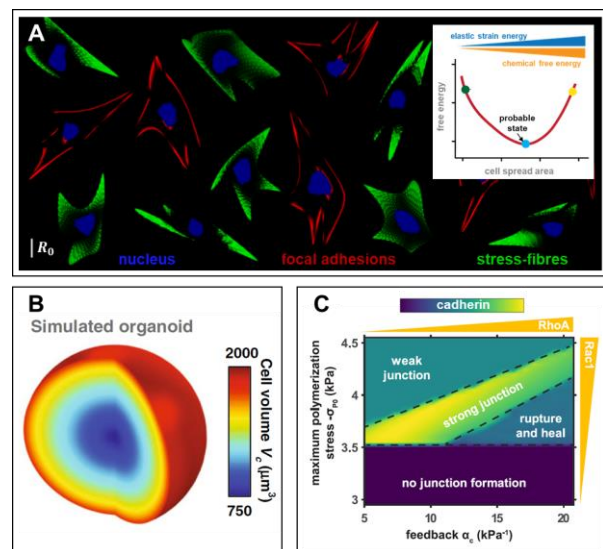 A
elastic strain energy
chemical free energy
free energy
probable
state
cell spread area
R₀
nucleus
focal adhesions
stress-fibres
B
Simulated organoid
2000
Cell volume V꜀ (μm³)
750
C
cadherin
RhoA
Rac1
maximum polymerization
stress -σₚ₀ (kPa)
4.5
4
3.5
3
weak
junction
strong junction
rupture
and heal
no junction formation
5
10
15
20
feedback α꜀ (kPa⁻¹)